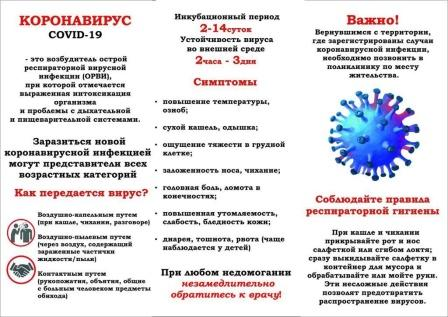 КОРОНАВИРУС
COVID-19
- это возбудитель острой
респираторной вирусной
инфекции (ОРВИ),
при которой отмечается
выраженная интоксикация
организма
и проблемы с дыхательной
и пищеварительной системами.
Заразиться новой
коронавирусной инфекцией
могут представители всех
возрастных категорий
Как передается вирус?
Воздушно-капельным путем
(при кашле, чихании, разговоре)
Воздушно-пылевым путем
(через воздух, содержащий
зараженные частички
жидкости/пыли)
Контактным путем
(рукопожатия, объятия, общие
с больным человеком предметы
обихода)
Инкубационный период
2-14суток
Устойчивость вируса
во внешней среде
2часа - 3дня
Симптомы
• повышение температуры,
озноб;
• сухой кашель, одышка;
• ощущение тяжести в грудной
клетке;
• заложенность носа, чихание;
• головная боль, ломота в
конечностях;
• повышенная утомляемость,
слабость, бледность кожи;
• диарея, тошнота, рвота (чаще
наблюдается у детей)
При любом недомогании
незамедлительно
обратитесь к врачу!
Важно!
Вернувшимся с территории,
где зарегистрированы случаи
коронавирусной инфекции,
необходимо позвонить в
поликлинику по месту
жительства.
Соблюдайте правила
респираторной гигиены
При кашле и чихании
прикрывайте рот и нос
салфеткой или сгибом локтя;
сразу выкидывайте салфетку в
контейнер для мусора и
обрабатывайте или мойте руки.
Эти несложные действия
позволят предотвратить
распространение вирусов.